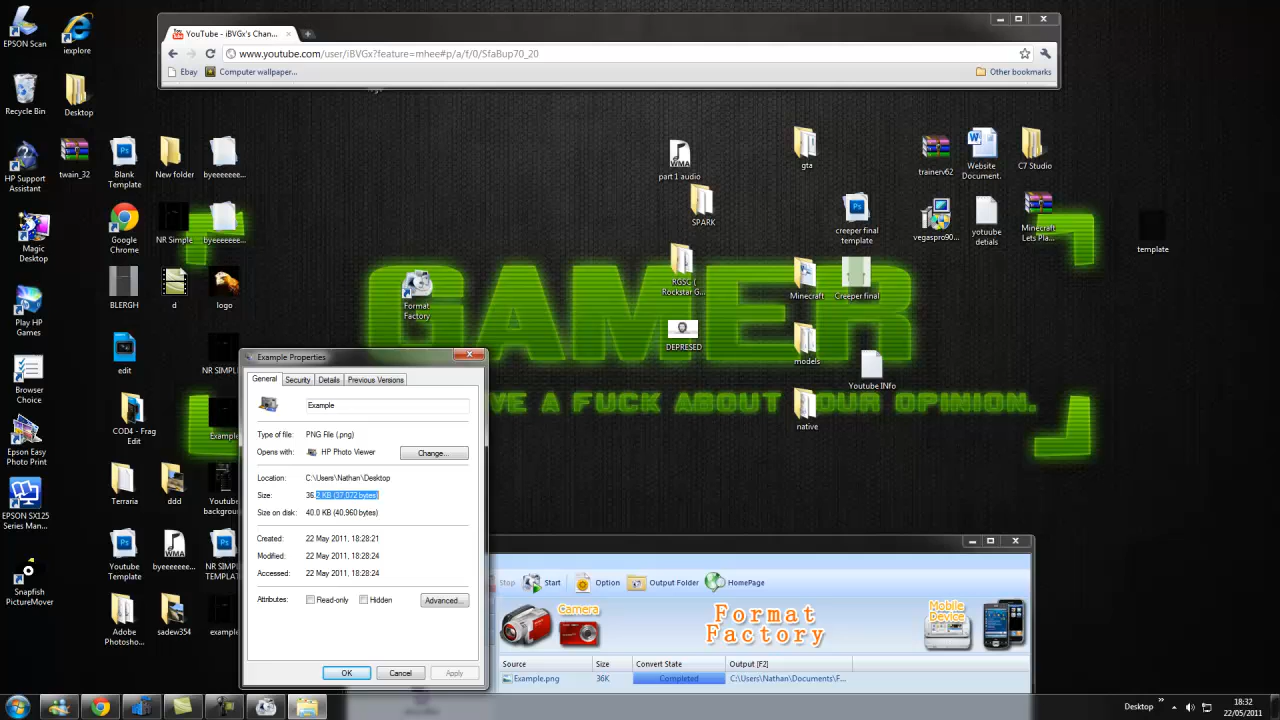 YouTube - iBVGx's Chan...
www.youtube.com/user/iBVGx?feature=mhee#p/a/f/0/SfaBup70_20
Ebay
Computer wallpaper...
Other bookmarks
EPSON Scan
iexplore
Recycle Bin
Desktop
HP Support
Assistant
twain_32
Blank
Template
New folder
byeeeeee...
Magic
Desktop
Google
Chrome
NR Simple
byeeeeeee...
Play HP
Games
BLERGH
d
logo
Browser
Choice
edit
NR SIMPL
Epson Easy
Photo Print
COD4 - Frag
Edit
Example
EPSON SX125
Series Man...
Terraria
ddd
Youtube
backgroun
Snapfish
PictureMover
Youtube
Template
byeeeeee...
NR SIMPL
TEMPLAT
Adobe
Photosho...
sadew354
example
Format
Factory
WMA
part 1 audio
SPARK
RGSC (
Rockstar G...
DEPRESED
gta
Minecraft
models
native
creeper final
template
Creeper final
Youtube INfo
trainerv62
Website
Document.
C7 Studio
vegaspro90...
yotuube
detials
Minecraft
Lets Pla...
template
GAMER
VE A FUCK ABOUT YOUR OPINION.
Example Properties
General
Security
Details
Previous Versions
Example
Type of file:
PNG File (.png)
Opens with:
HP Photo Viewer
Change...
Location:
C:\Users\Nathan\Desktop
Size:
36.2 KB (37,072 bytes)
Size on disk:
40.0 KB (40,960 bytes)
Created:
22 May 2011, 18:28:21
Modified:
22 May 2011, 18:28:24
Accessed:
22 May 2011, 18:28:24
Attributes:
Read-only
Hidden
Advanced...
OK
Cancel
Apply
Stop
Start
Option
Output Folder
HomePage
Camera
Format
Factory
Mobile
Device
Source
Size
Convert State
Output [F2]
Example.png
36K
Completed
C:\Users\Nathan\Documents\F...
Desktop
18:32
22/05/2011